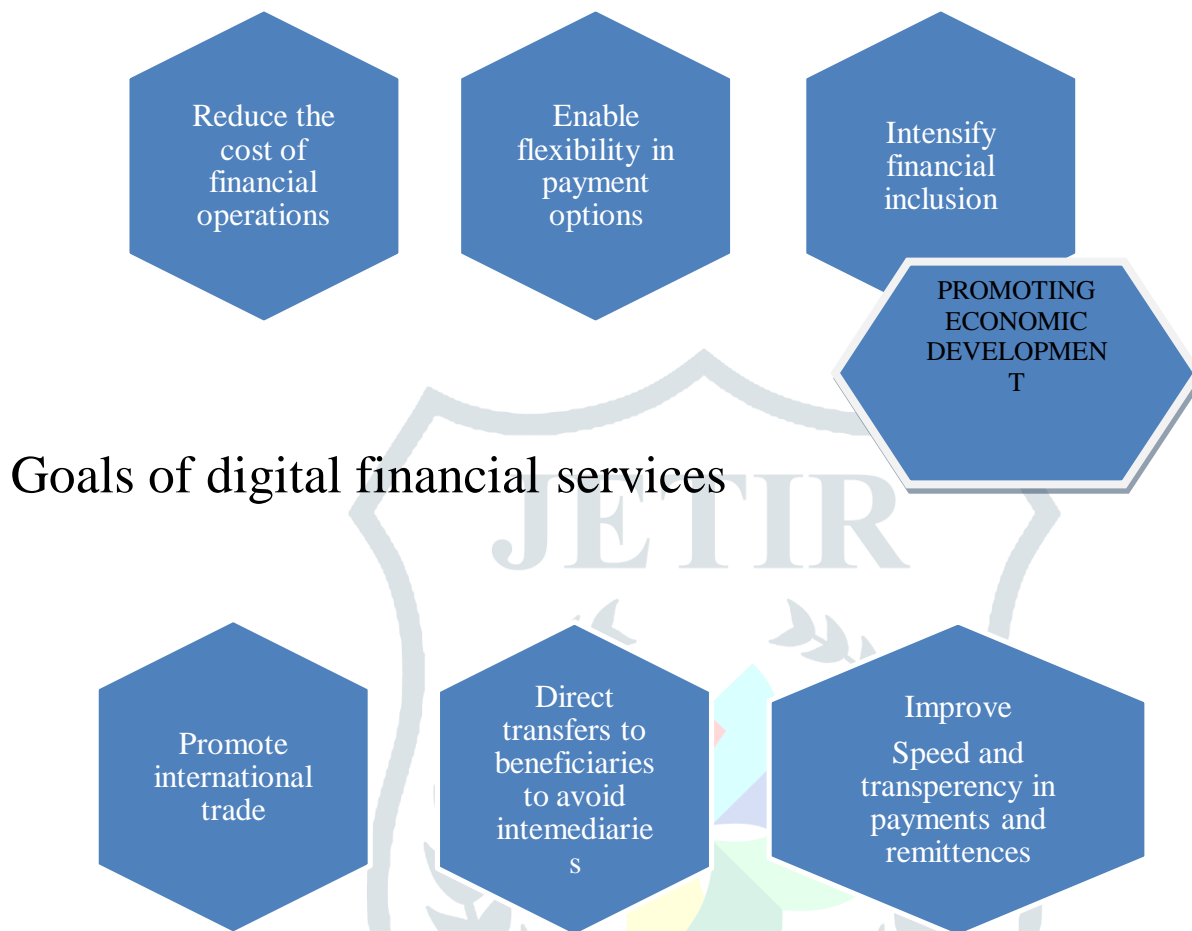 Reduce the
cost of
financial
operations
Enable
flexibility in
payment
options
Intensify
financial
inclusion
PROMOTING
ECONOMIC
DEVELOPMEN
T
Goals of digital financial services
JETIR
Promote
international
trade
Direct
transfers to
beneficiaries
to avoid
intemediarie
s
Improve
Speed and
transperency in
payments and
remittences